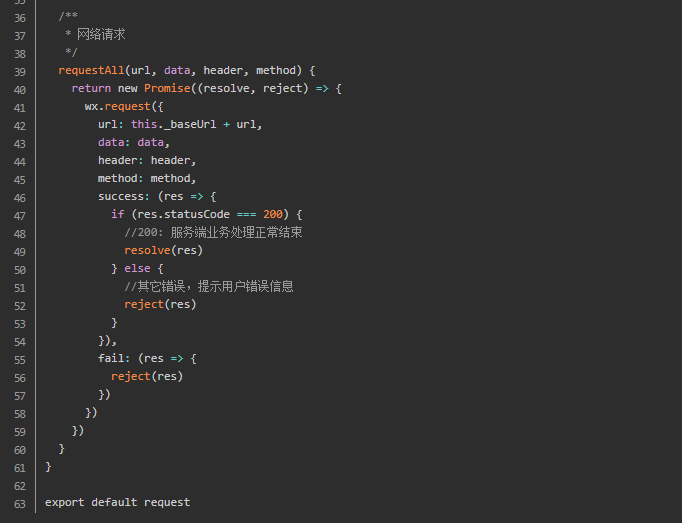 36 /**
37 * 网络请求
38 */
39 requestAll(url, data, header, method) {
40 return new Promise((resolve, reject) => {
41 wx.request({
42 url: this._baseUrl + url,
43 data: data,
44 header: header,
45 method: method,
46 success: (res => {
47 if (res.statusCode === 200) {
48 //200: 服务端业务处理正常结束
49 resolve(res)
50 } else {
51 //其它错误，提示用户错误信息
52 reject(res)
53 }
54 }),
55 fail: (res => {
56 reject(res)
57 })
58 })
59 })
60 }
61 }
62
63 export default request